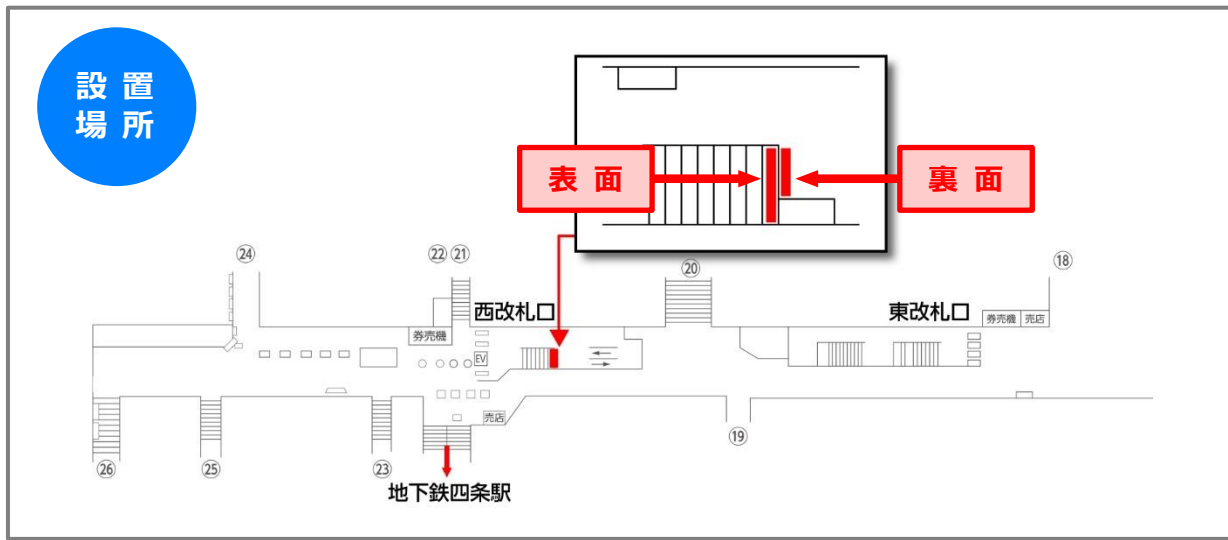 設置
場所
表面
裏面
㉔
㉒㉑
⑳
⑱
西改札口
東改札口
券売機
券売機
売店
EV
売店
⑲
㉖
㉕
㉓
地下鉄四条駅